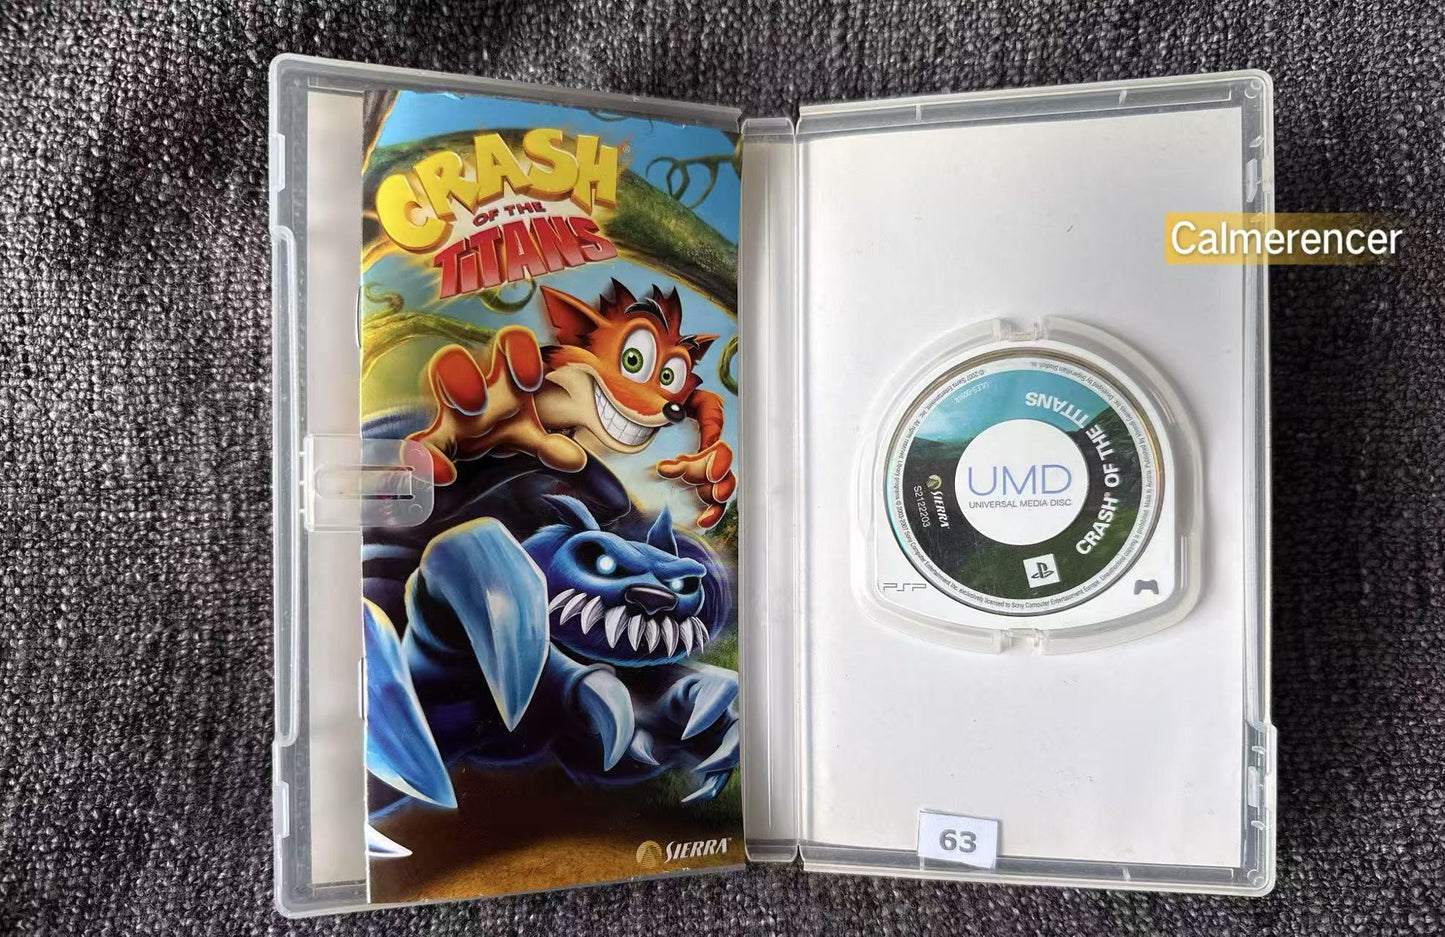 CRASH
OF THE
TITANS
SIERRA
Calmerencer
CRASH OF THE TITANS
UMD
UNIVERSAL MEDIA DISC
SIERRA
S2122203
PSP
63